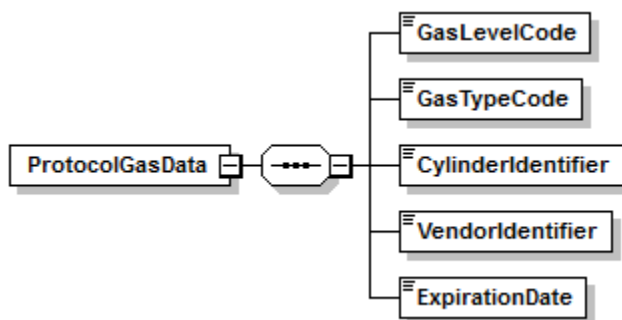 GasLevelCode
GasTypeCode
ProtocolGasData
CylinderIdentifier
VendorIdentifier
ExpirationDate